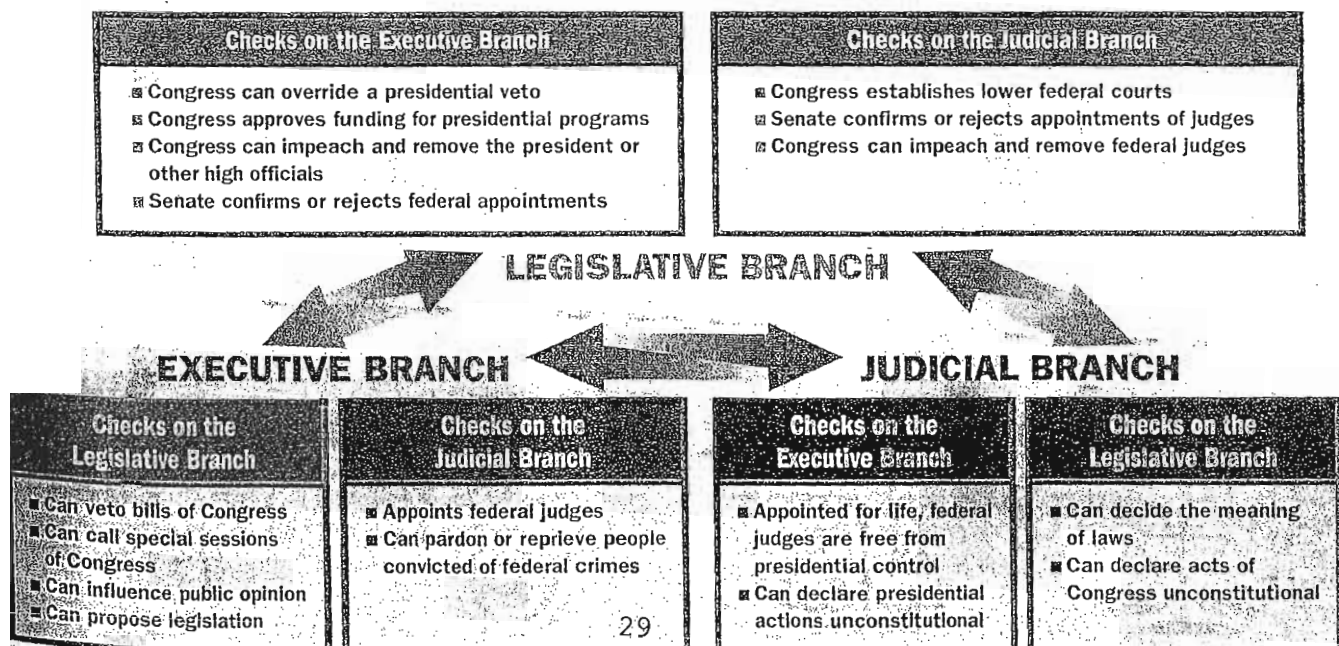 Checks on the Executive Branch
Congress can override a presidential veto
Congress approves funding for presidential programs
Congress can impeach and remove the president or
other high officials
Senate confirms or rejects federal appointments
Checks on the Judicial Branch
Congress establishes lower federal courts
Senate confirms or rejects appointments of judges
Congress can impeach and remove federal judges
LEGISLATIVE BRANCH
EXECUTIVE BRANCH
JUDICIAL BRANCH
Checks on the
Legislative Branch
Can veto bills of Congress
Can call special sessions
of Congress
Can influence public opinion
Can propose legislation
Checks on the
Judicial Branch
Appoints federal judges
Can pardon or reprieve people
convicted of federal crimes
Checks on the
Executive Branch
Appointed for life, federal
judges are free from
presidential control
Can declare presidential
actions unconstitutional
Checks on the
Legislative Branch
Can decide the meaning
of laws
Can declare acts of
Congress unconstitutional
29